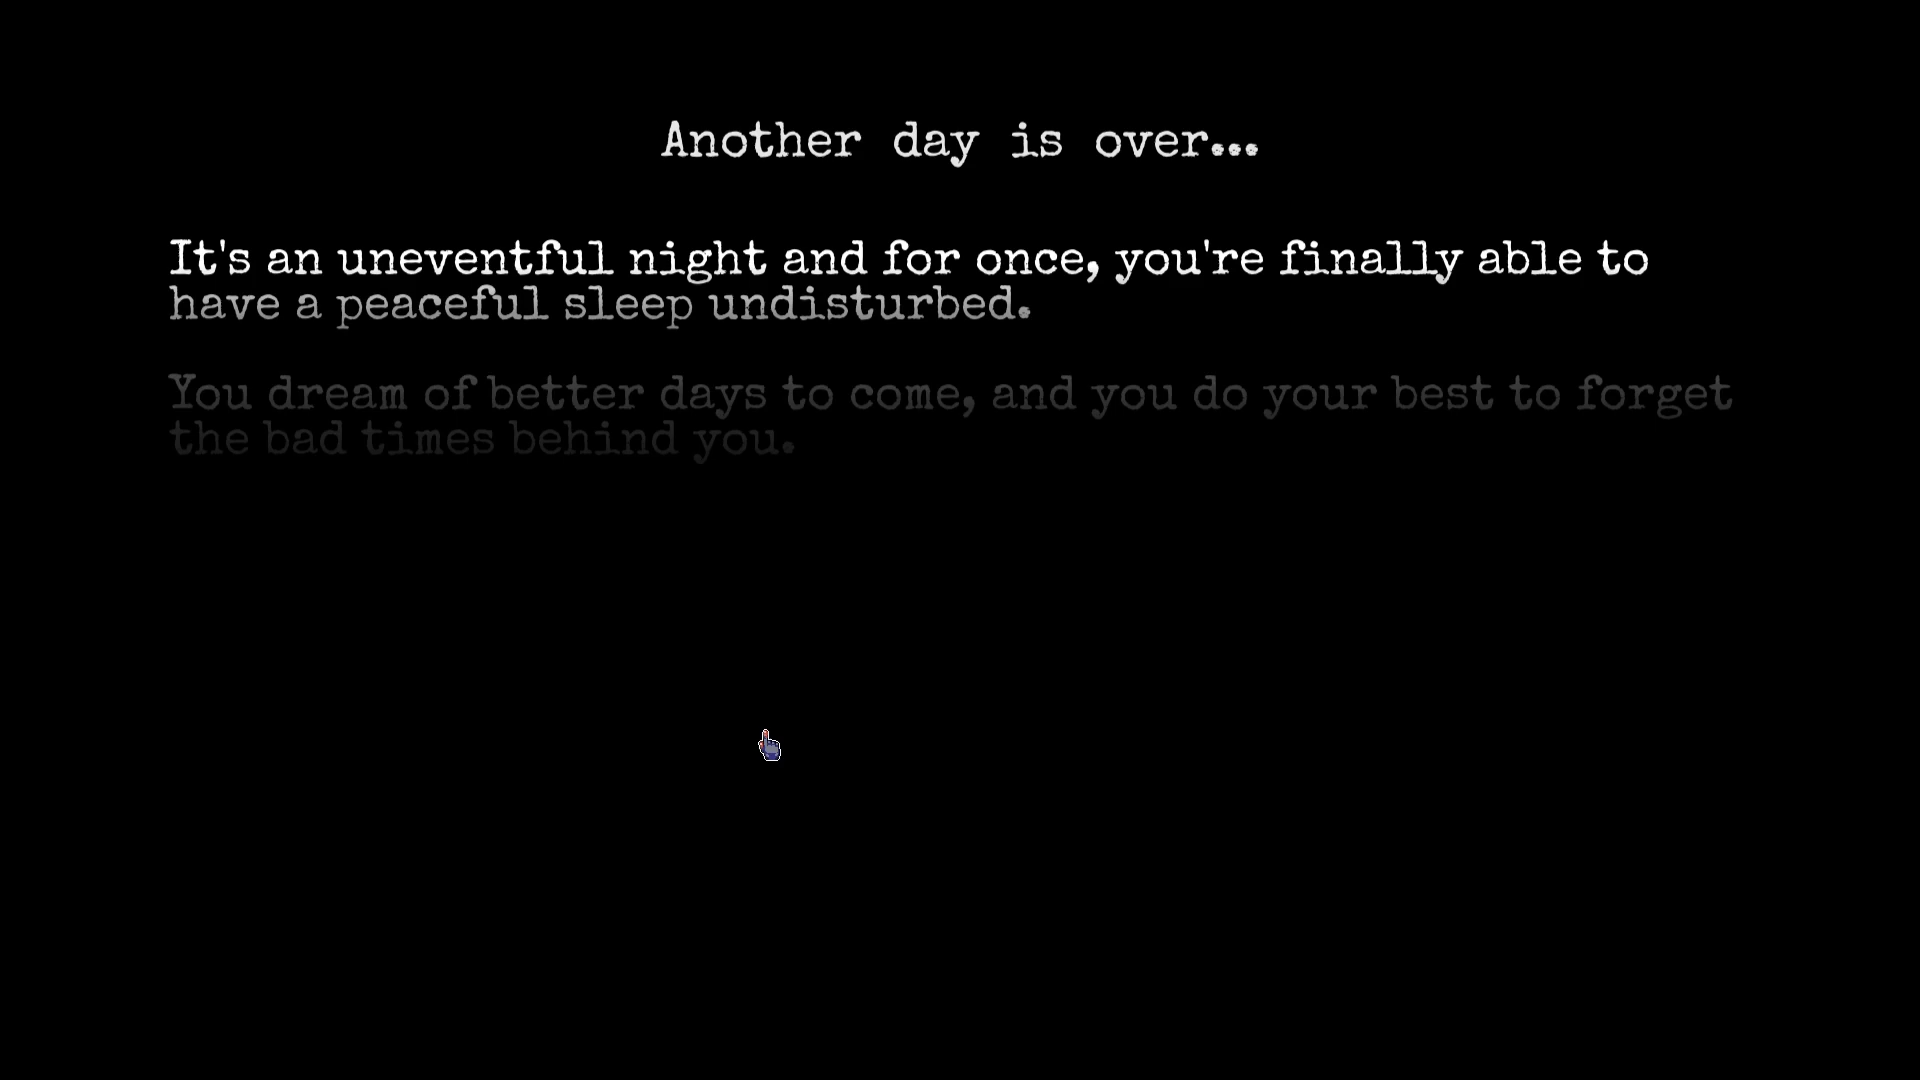 Another day is over...
It's an uneventful night and for once, you're finally able to
have a peaceful sleep undisturbed.
You dream of better days to come, and you do your best to forget
the bad times behind you.